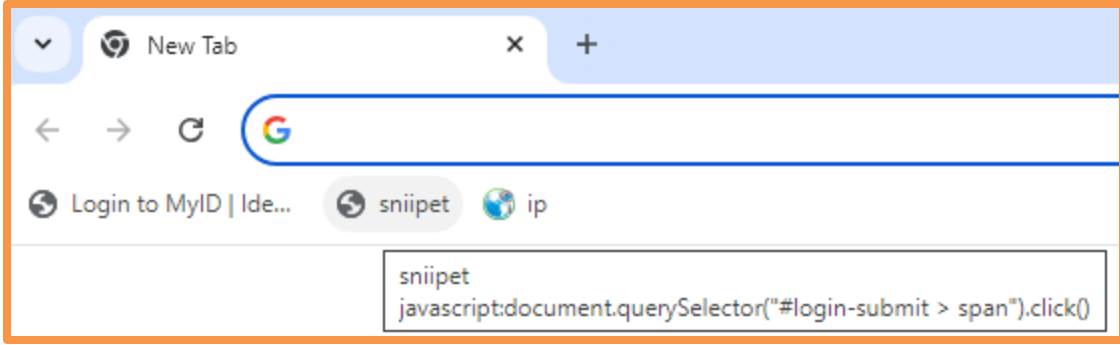 New Tab
Login to MyID | Ide... sniipet ip
sniipet
javascript:document.querySelector("#login-submit > span").click()